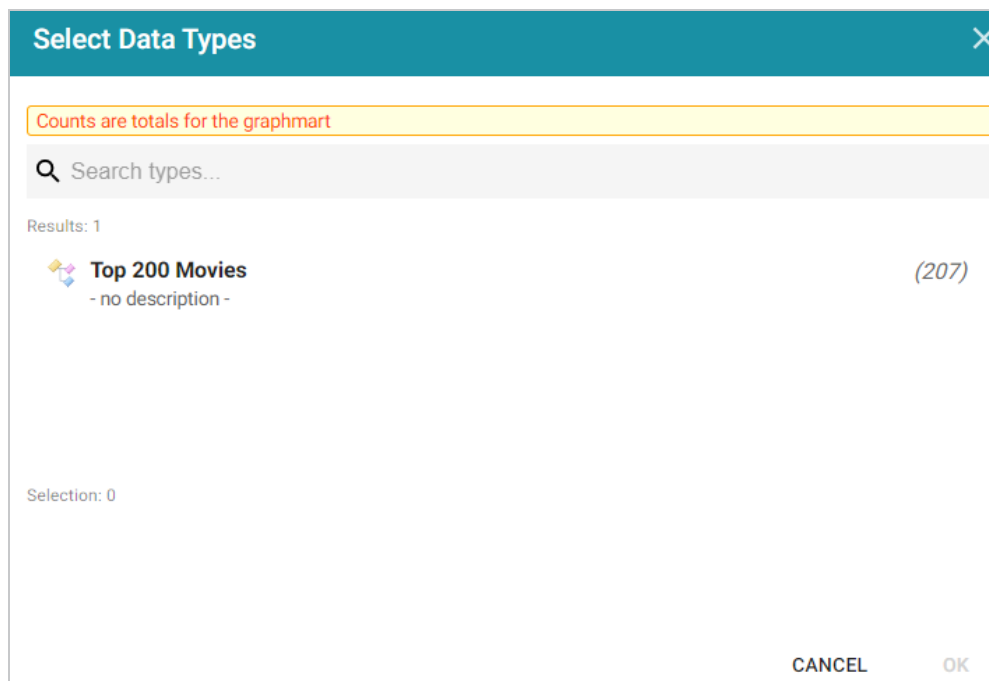 Select Data Types
Counts are totals for the graphmart
Search types...
Results: 1
Top 200 Movies (207)
- no description -
Selection: 0
CANCEL OK